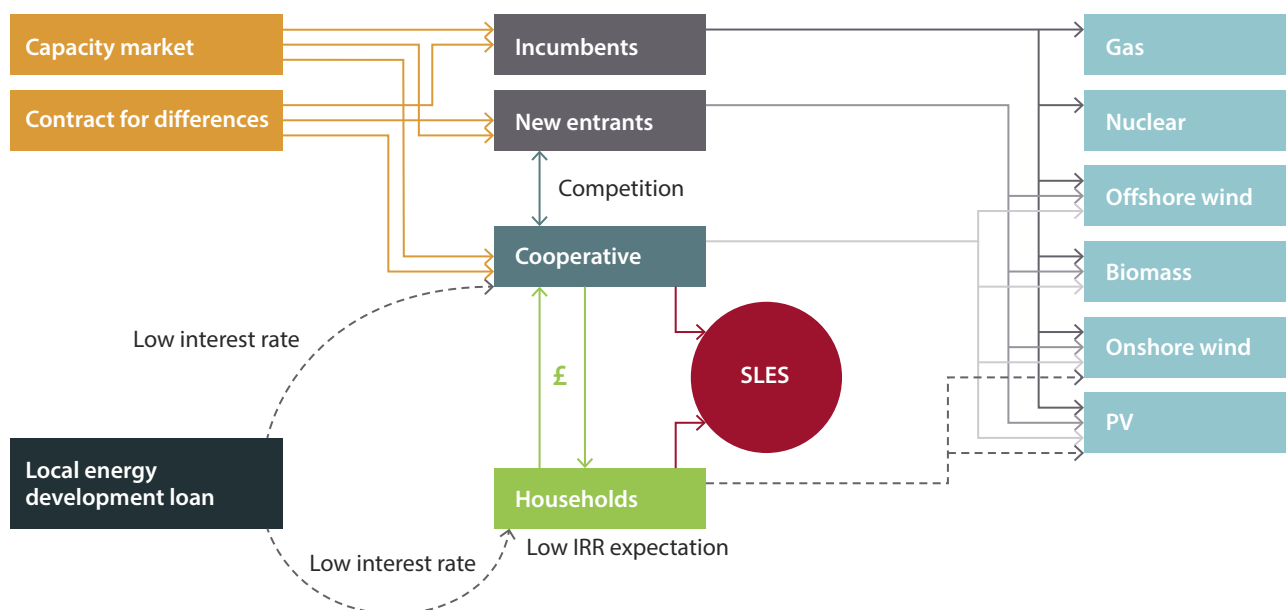 Capacity market
Incumbents
Gas
Contract for differences
New entrants
Nuclear
Competition
Offshore wind
Cooperative
Biomass
Low interest rate
Onshore wind
£
SLES
PV
Local energy
development loan
Households
Low IRR expectation
Low interest rate